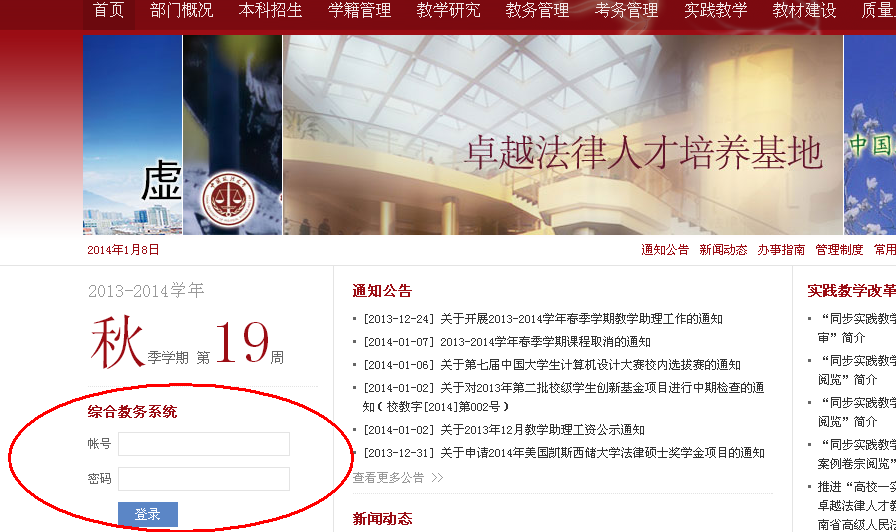 首页 部门概况 本科招生 学籍管理 教学研究 教务管理 考务管理 实践教学 教材建设 质量
虚
卓越法律人才培养基地
中国
2014年1月8日
通知公告 新闻动态 办事指南 管理制度 常用
2013-2014学年
秋季学期 第19周
综合教务系统
帐号
密码
登录
通知公告
[2013-12-24] 关于开展2013-2014学年春季学期教学助理工作的通知
[2014-01-07] 2013-2014学年春季学期课程取消的通知
[2014-01-06] 关于第七届中国大学生计算机设计大赛校内选拔赛的通知
[2014-01-02] 关于对2013年第二批校级学生创新基金项目进行中期检查的通
知（校教字[2014]第002号）
[2014-01-02] 关于2013年12月教学助理工资公示通知
[2013-12-31] 关于申请2014年美国凯斯西储大学法律硕士奖学金项目的通知
查看更多公告 >>
新闻动态
实践教学改革
“同步实践教学
审”简介
“同步实践教学
阅览”简介
“同步实践教学
阅览”简介
“同步实践教学
案例卷宗阅览”
推进“高校—实
卓越法律人才教
南省高级人民法